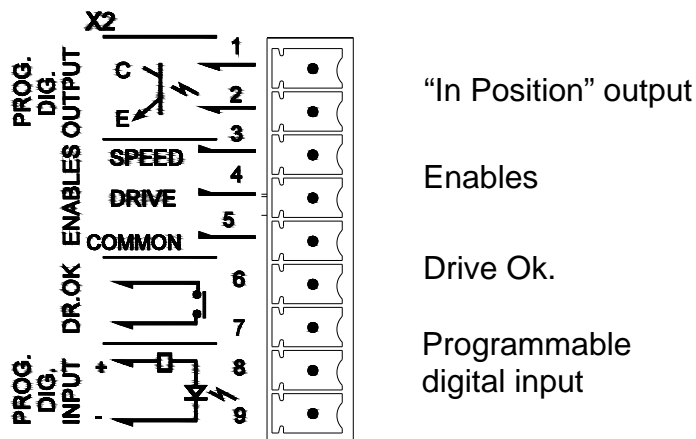 X2
PROG.
DIG.
OUTPUT
C
E
1
2
“In Position” output
ENABLES
SPEED
3
DRIVE
4
COMMON
5
Enables
DR.OK
6
7
Drive Ok.
PROG.
DIG,
INPUT
+
-
8
9
Programmable
digital input